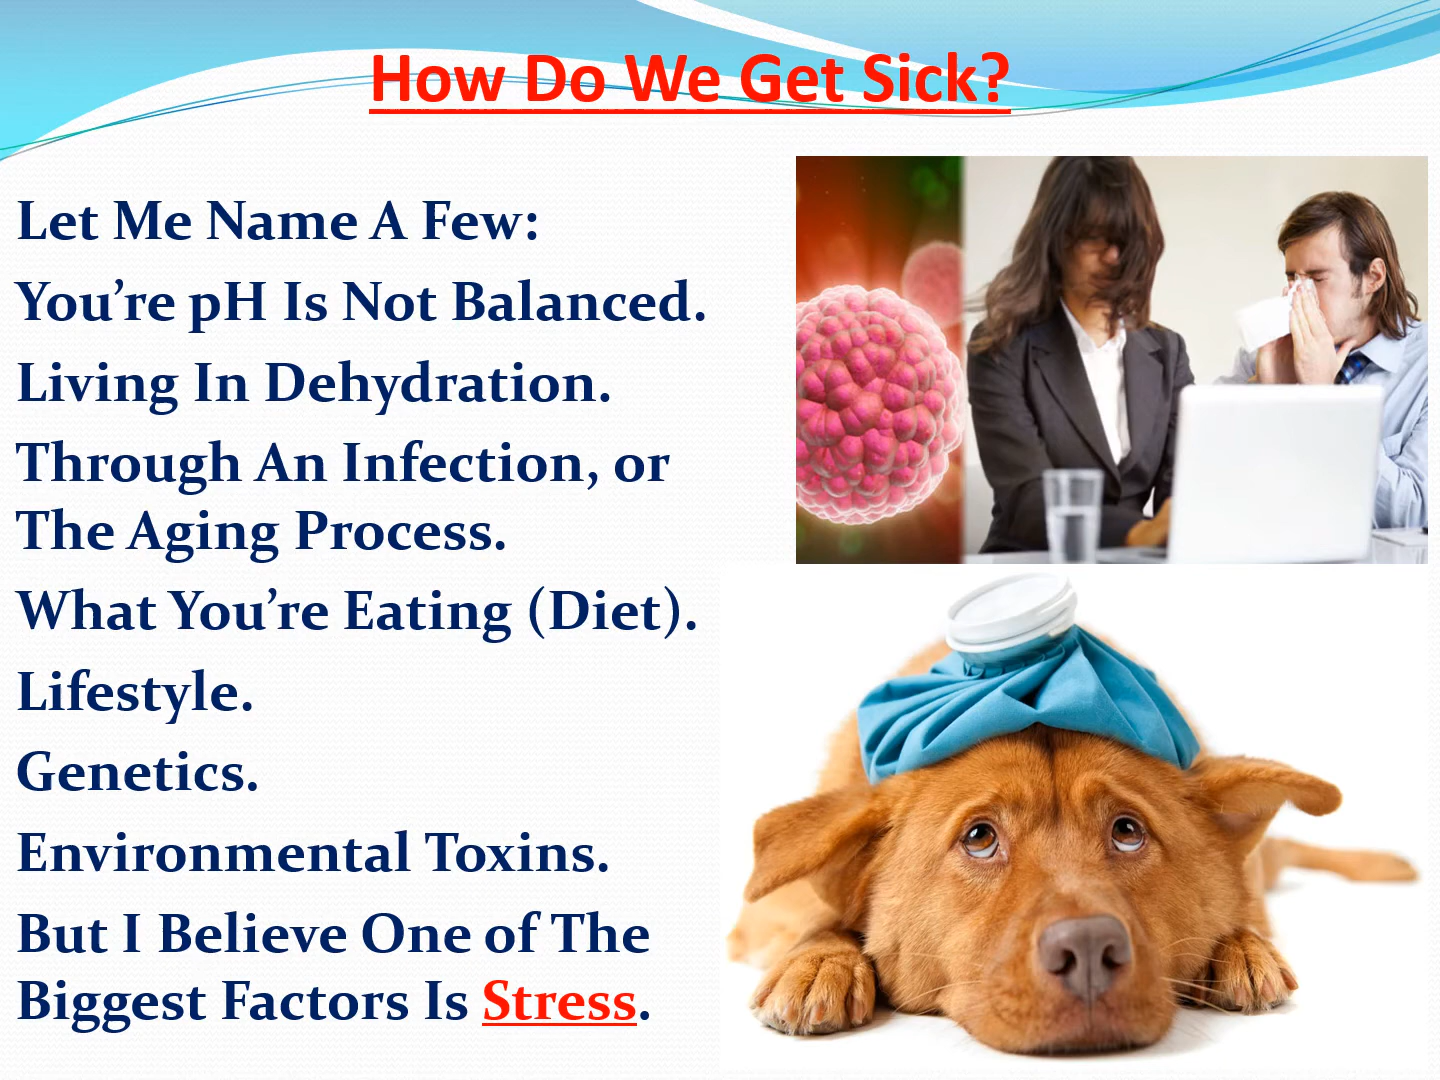 How Do We Get Sick?
Let Me Name A Few:
You’re pH Is Not Balanced.
Living In Dehydration.
Through An Infection, or
The Aging Process.
What You’re Eating (Diet).
Lifestyle.
Genetics.
Environmental Toxins.
But I Believe One of The
Biggest Factors Is Stress.